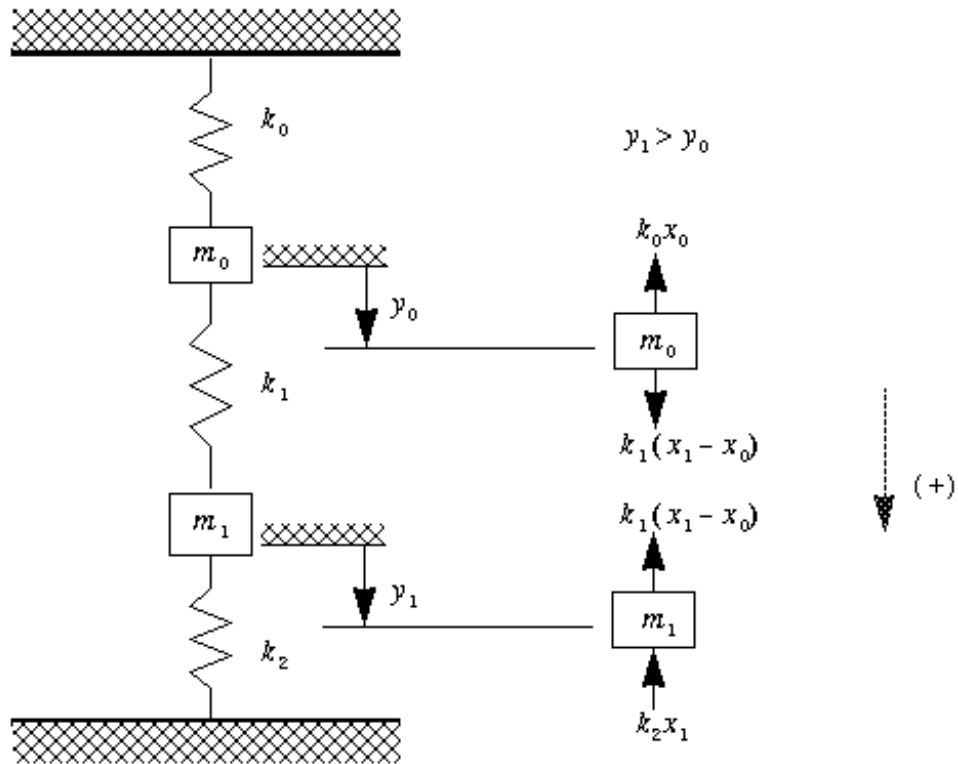 k₀
y₁ > y₀
k₀x₀
m₀
y₀
m₀
k₁
k₁(x₁ − x₀)
(+)
m₁
k₁(x₁ − x₀)
y₁
m₁
k₂
k₂x₁